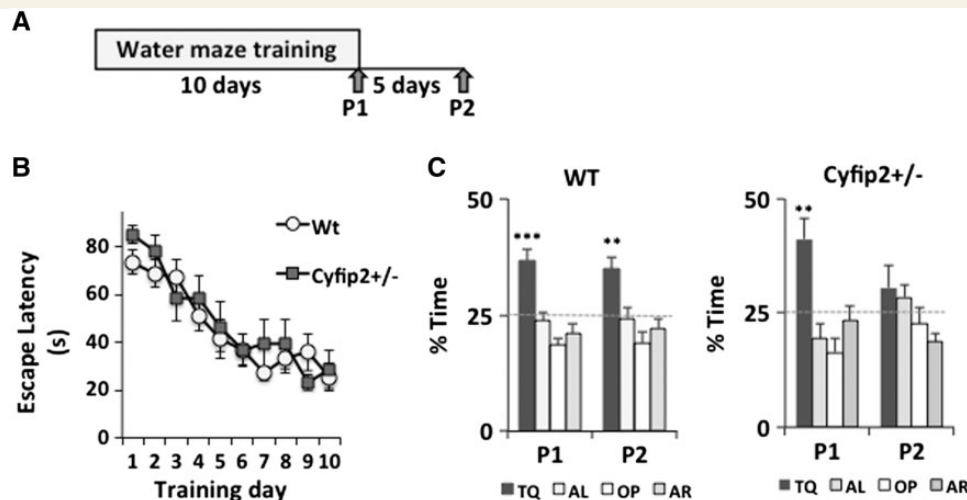 A
Water maze training
10 days
5 days
P1
P2
B
Escape Latency
(s)
80
60
40
20
0
Wt
Cyfip2+/-
1 2 3 4 5 6 7 8 9 10
Training day
C
WT
% Time
50
25
0
***
**
P1
P2
TQ AL OP AR
Cyfip2+/-
% Time
50
25
0
**
P1
P2
TQ AL OP AR